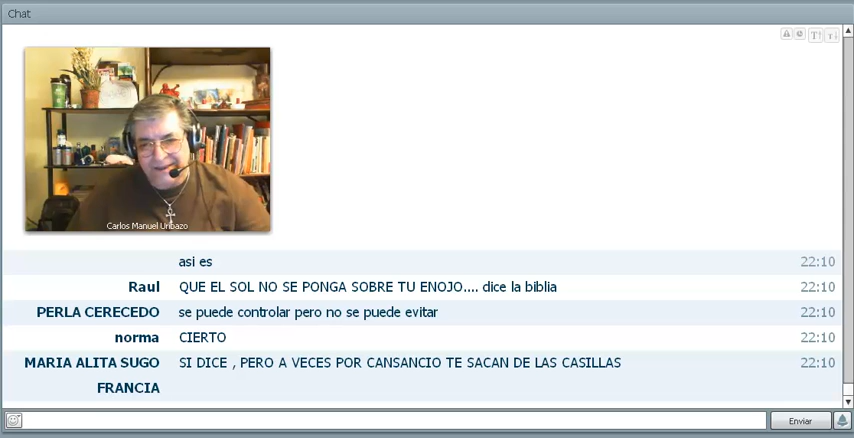 Chat
Carlos Manuel Uribazo
asi es 22:10
Raul QUE EL SOL NO SE PONGA SOBRE TU ENOJO.... dice la biblia 22:10
PERLA CERECEDO se puede controlar pero no se puede evitar 22:10
norma CIERTO 22:10
MARIA ALITA SUGO SI DICE , PERO A VECES POR CANSANCIO TE SACAN DE LAS CASILLAS 22:10
FRANCIA
Enviar